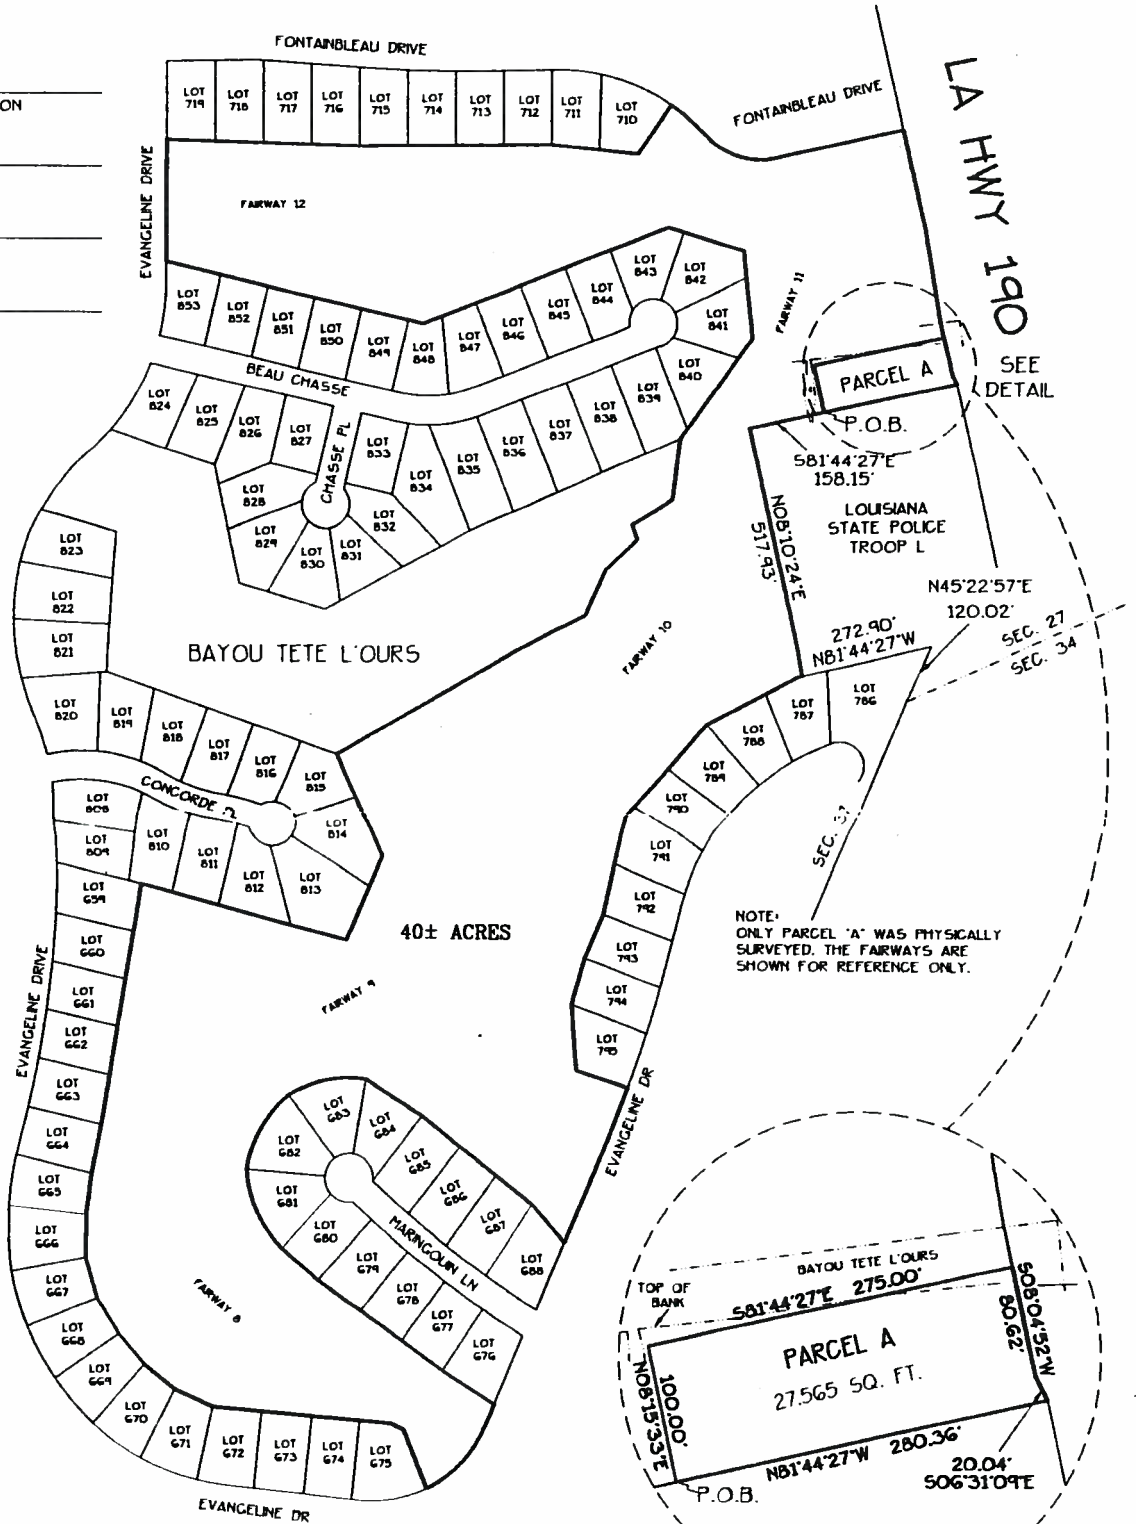 FONTAINBLEAU DRIVE
ON
LOT
719
LOT
718
LOT
717
LOT
716
LOT
715
LOT
714
LOT
713
LOT
712
LOT
711
LOT
710
FONTAINBLEAU DRIVE
LA HWY 190
EVANGELINE DRIVE
FAIRWAY 12
FAIRWAY 11
LOT
853
LOT
852
LOT
851
LOT
850
LOT
849
LOT
848
LOT
847
LOT
846
LOT
845
LOT
844
LOT
843
LOT
842
LOT
841
LOT
840
LOT
839
LOT
838
LOT
837
LOT
836
LOT
835
LOT
834
LOT
833
LOT
832
LOT
831
LOT
830
LOT
829
LOT
828
LOT
827
LOT
826
LOT
825
LOT
824
BEAU CHASSE
CHASSE PL
PARCEL A
SEE
DETAIL
P.O.B.
S81°44'27"E
158.15'
LOUISIANA
STATE POLICE
TROOP L
N08°10'24"E
517.93'
N45°22'57"E
120.02'
272.90'
N81°44'27"W
SEC. 27
SEC. 34
LOT
823
LOT
822
LOT
821
LOT
820
BAYOU TETE L'OURS
FAIRWAY 10
LOT
819
LOT
818
LOT
817
LOT
816
LOT
815
LOT
814
LOT
813
LOT
812
LOT
811
LOT
810
LOT
808
LOT
809
CONCORDE PL
LOT
786
LOT
787
LOT
788
LOT
789
LOT
790
LOT
791
LOT
792
LOT
793
LOT
794
LOT
795
NOTE:
ONLY PARCEL "A" WAS PHYSICALLY
SURVEYED. THE FAIRWAYS ARE
SHOWN FOR REFERENCE ONLY.
40± ACRES
FAIRWAY 9
EVANGELINE DRIVE
LOT
659
LOT
660
LOT
661
LOT
662
LOT
663
LOT
664
LOT
665
LOT
666
LOT
667
LOT
668
LOT
669
LOT
670
LOT
671
LOT
672
LOT
673
LOT
674
LOT
675
EVANGELINE DR
FAIRWAY 8
LOT
683
LOT
684
LOT
685
LOT
686
LOT
687
LOT
688
LOT
682
LOT
681
LOT
680
LOT
679
LOT
678
LOT
677
LOT
676
MARINGOUIN LN
EVANGELINE DR
BAYOU TETE L'OURS
TOP OF
BANK
S81°44'27"E 275.00'
S08°04'52"W
80.62'
PARCEL A
27,565 SQ. FT.
100.00'
N08°15'33"E
N81°44'27"W 280.36'
20.04'
S06°31'09"E
P.O.B.